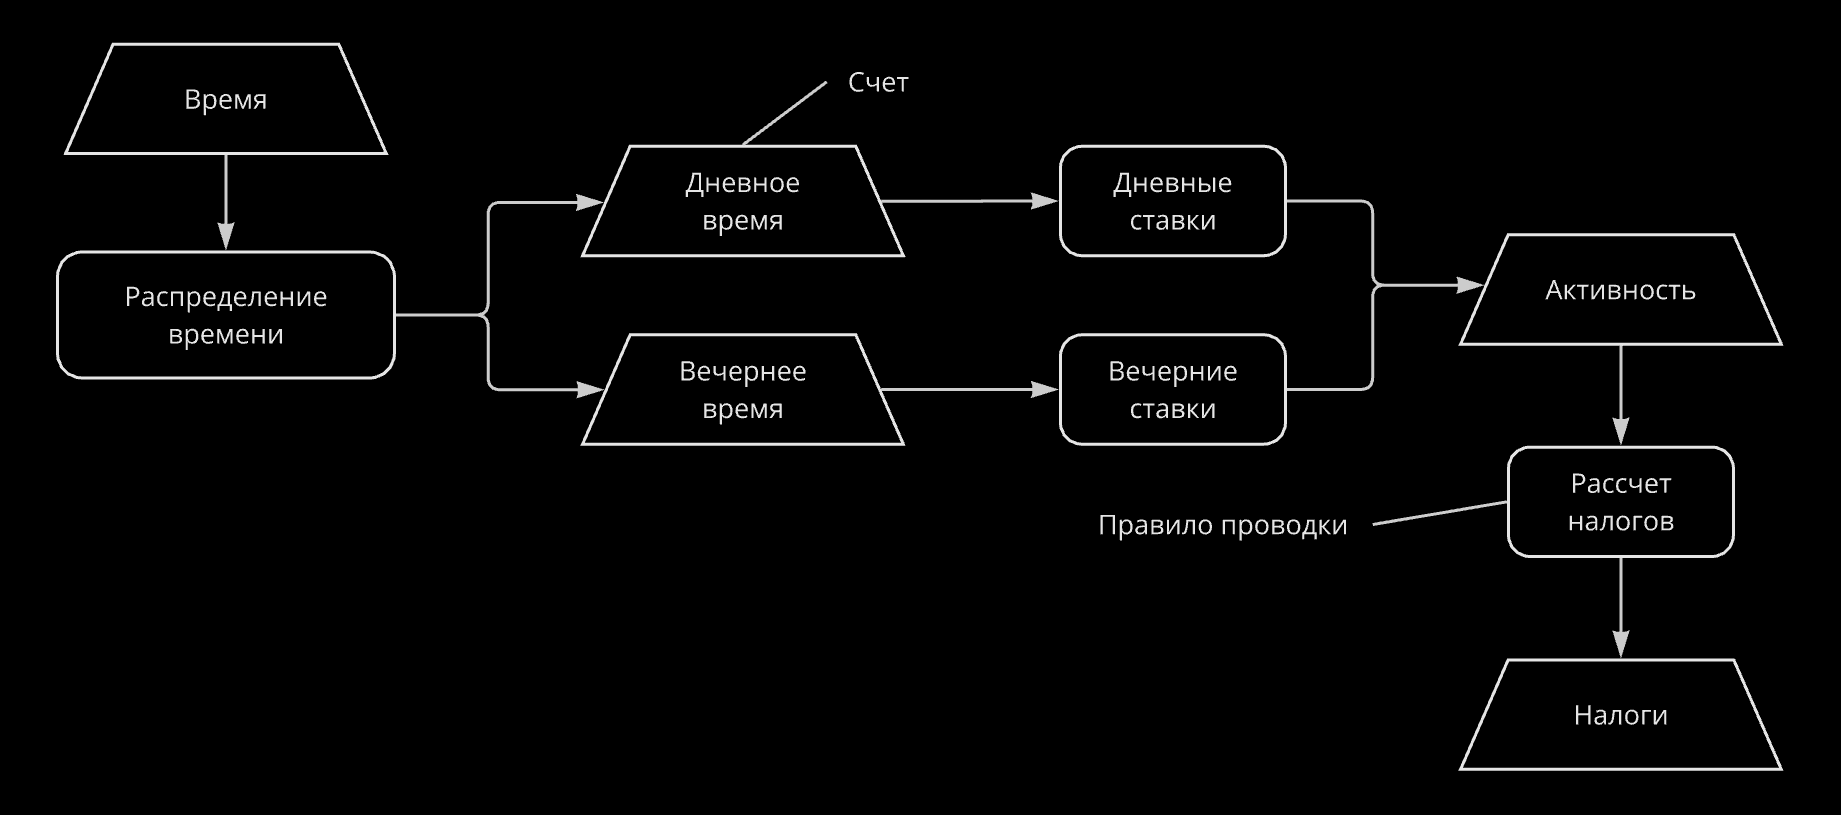 Время
Распределение
времени
Счет
Дневное
время
Вечернее
время
Дневные
ставки
Вечерние
ставки
Активность
Правило проводки
Рассчет
налогов
Налоги